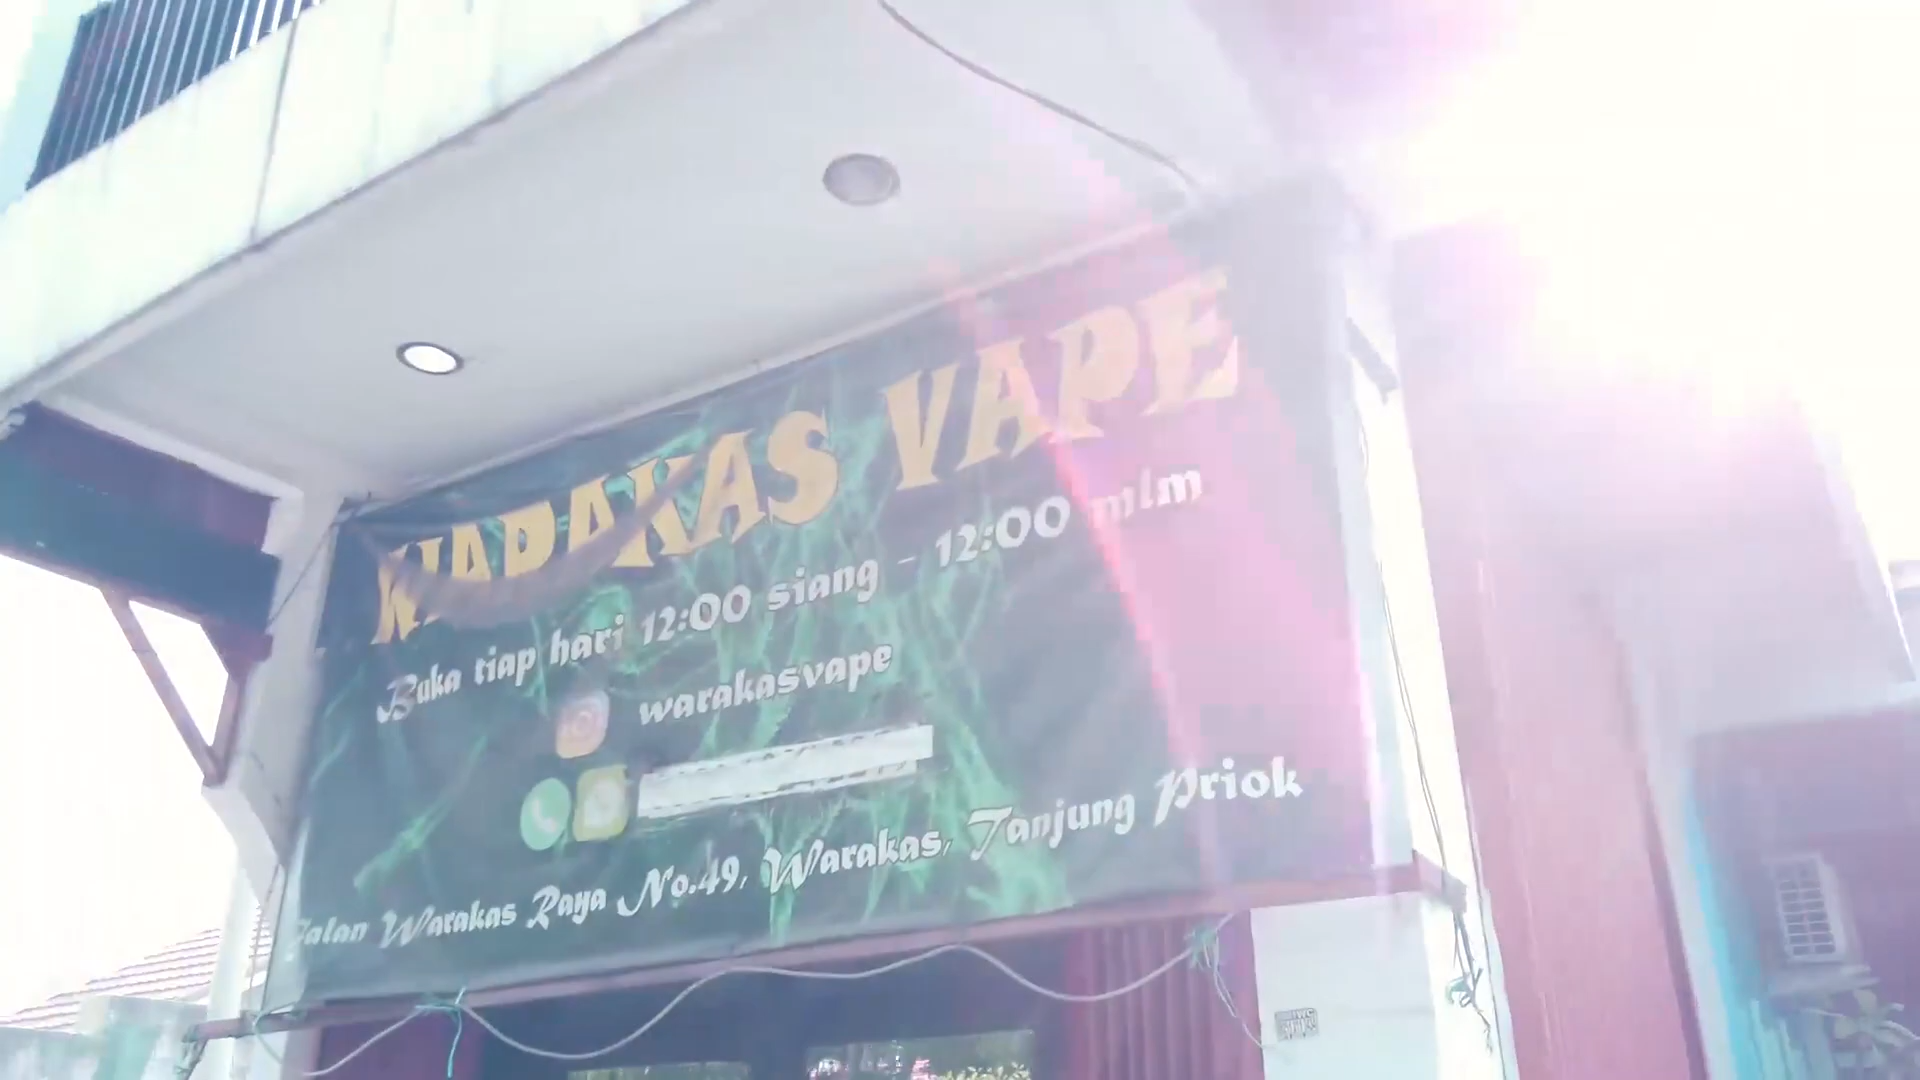 WARAKAS VAPE
Buka tiap hari 12:00 siang - 12:00 mlm
warakasvape
Jalan Warakas Raya No.49, Warakas, Tanjung Priok